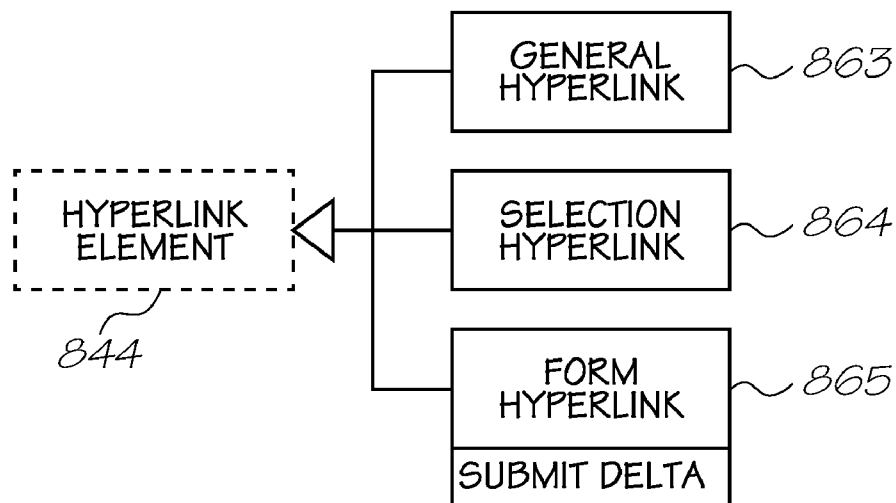 GENERAL
HYPERLINK
863
HYPERLINK
ELEMENT
844
SELECTION
HYPERLINK
864
FORM
HYPERLINK
865
SUBMIT DELTA